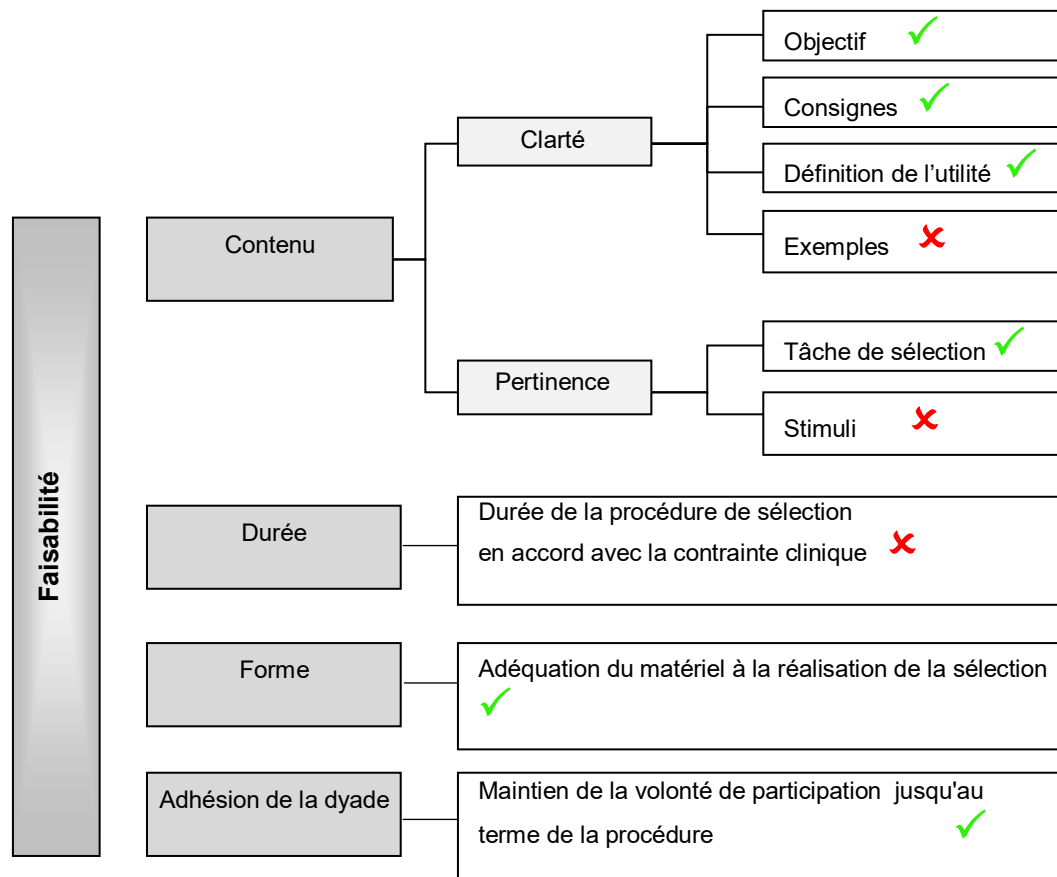 Faisabilité
Contenu
Clarté
Objectif ✓
Consignes ✓
Définition de l’utilité ✓
Exemples ✘
Pertinence
Tâche de sélection ✓
Stimuli ✘
Durée
Durée de la procédure de sélection
en accord avec la contrainte clinique ✘
Forme
Adéquation du matériel à la réalisation de la sélection
✓
Adhésion de la dyade
Maintien de la volonté de participation jusqu'au
terme de la procédure ✓